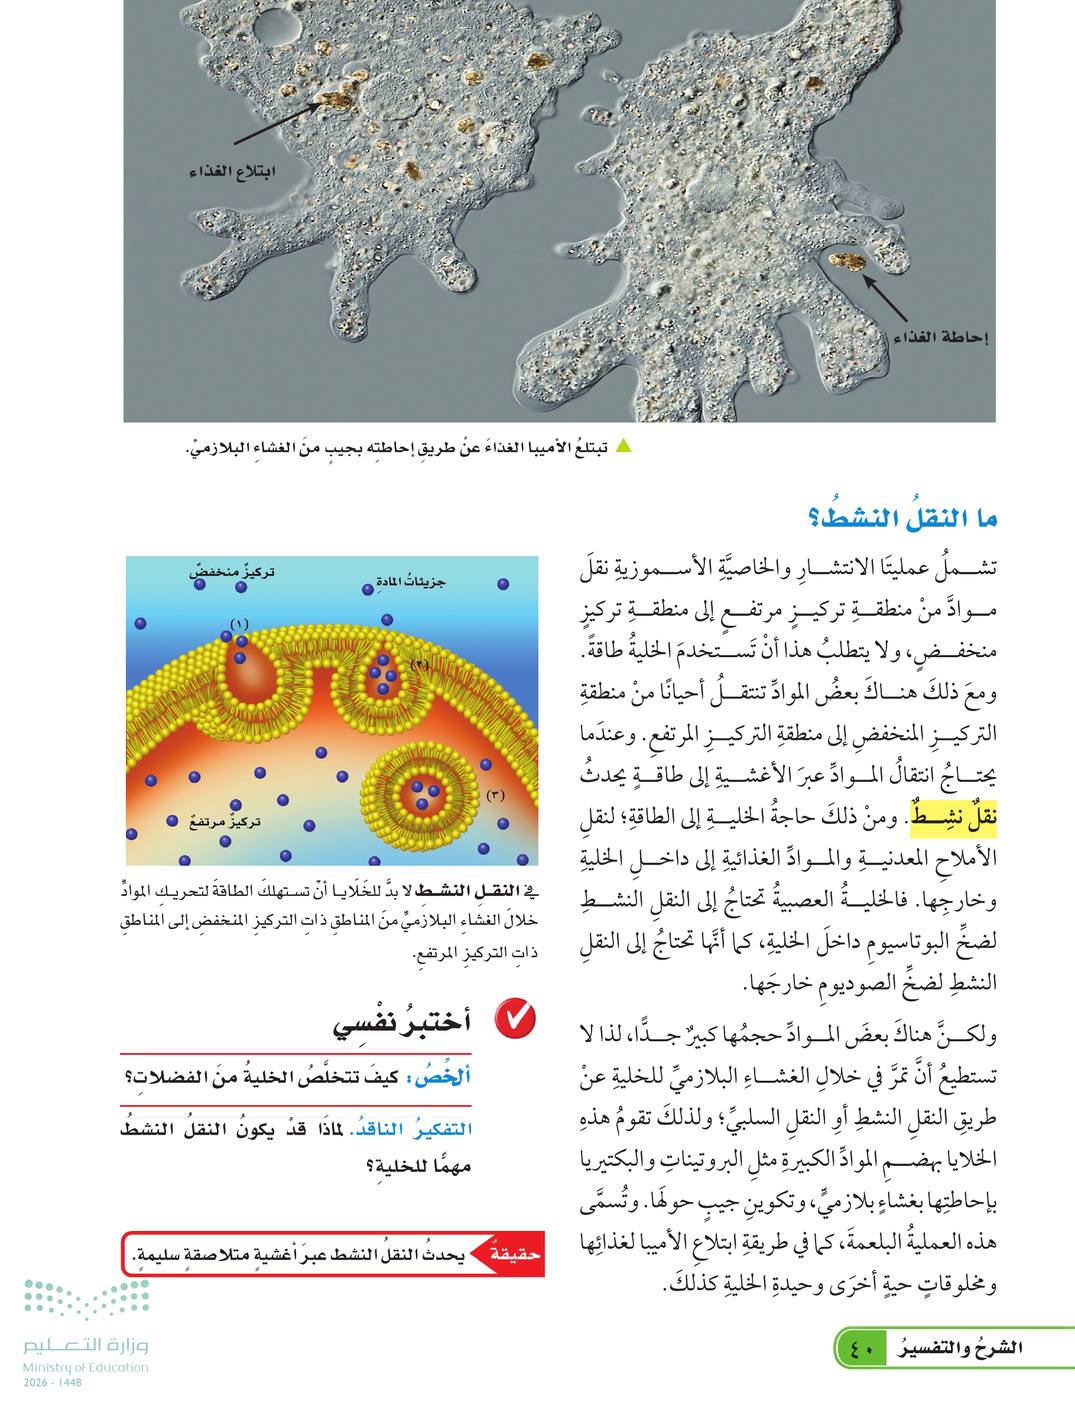 ابتلاع الغذاء
إحاطة الغذاء
تبتلعُ الأميبا الغذاءَ عنْ طريقِ إحاطتِه بجيبٍ منَ الغشاءِ البلازميِّ.
ما النقلُ النشطُ؟
تشملُ عمليتَا الانتشارِ والخاصيَّةِ الأسموزيةِ نقلَ
موادَّ منْ منطقةِ تركيزٍ مرتفعٍ إلى منطقةِ تركيزٍ
منخفضٍ، ولا يتطلبُ هذا أنْ تَستخدمَ الخليةُ طاقةً.
ومعَ ذلكَ هناكَ بعضُ الموادِّ تنتقلُ أحيانًا منْ منطقةِ
التركيزِ المنخفضِ إلى منطقةِ التركيزِ المرتفعِ. وعندَما
يحتاجُ انتقالُ الموادِّ عبرَ الأغشيةِ إلى طاقةٍ يحدثُ
نقلٌ نشِطٌ. ومنْ ذلكَ حاجةُ الخليةِ إلى الطاقةِ؛ لنقلِ
الأملاحِ المعدنيةِ والموادِّ الغذائيةِ إلى داخلِ الخليةِ
وخارجِها. فالخليةُ العصبيةُ تحتاجُ إلى النقلِ النشطِ
لضخِّ البوتاسيومِ داخلَ الخليةِ، كما أنَّها تحتاجُ إلى النقلِ
النشطِ لضخِّ الصوديومِ خارجَها.
ولكنَّ هناكَ بعضَ الموادِّ حجمُها كبيرٌ جدًّا، لذا لا
تستطيعُ أنَّ تمرَّ في خلالِ الغشاءِ البلازميِّ للخليةِ عنْ
طريقِ النقلِ النشطِ أوِ النقلِ السلبيِّ؛ ولذلكَ تقومُ هذهِ
الخلايا بهضمِ الموادِّ الكبيرةِ مثلِ البروتيناتِ والبكتيريا
بإحاطتِها بغشاءٍ بلازميٍّ، وتكوينِ جيبٍ حولَها. وتُسمَّى
هذه العمليةُ البلعمةَ، كما في طريقةِ ابتلاعِ الأميبا لغذائِها
ومخلوقاتٍ حيةٍ أخرَى وحيدةِ الخليةِ كذلكَ.
تركيزٌ منخفضٌ
جزيئاتُ المادةِ
(١)
(٢)
(٣)
تركيزٌ مرتفعٌ
في النقلِ النشطِ لا بدَّ للخَلَايا أنْ تستهلكَ الطاقةَ لتحريكِ الموادِّ
خلالَ الغشاءِ البلازميِّ منَ المناطقِ ذاتِ التركيزِ المنخفضِ إلى المناطقِ
ذاتِ التركيزِ المرتفعِ.
أختبرُ نفْسِي
ألخِّصُ: كيفَ تتخلَّصُ الخليةُ منَ الفضلاتِ؟
التفكيرُ الناقدُ. لماذَا قدْ يكونُ النقلُ النشطُ
مهمًّا للخليةِ؟
حقيقةٌ يحدثُ النقلُ النشط عبرَ أغشيةٍ متلاصقةٍ سليمةٍ.
وزارة التعليم
Ministry of Education
2026 - 1448
٤٠ الشرحُ والتفسيرُ